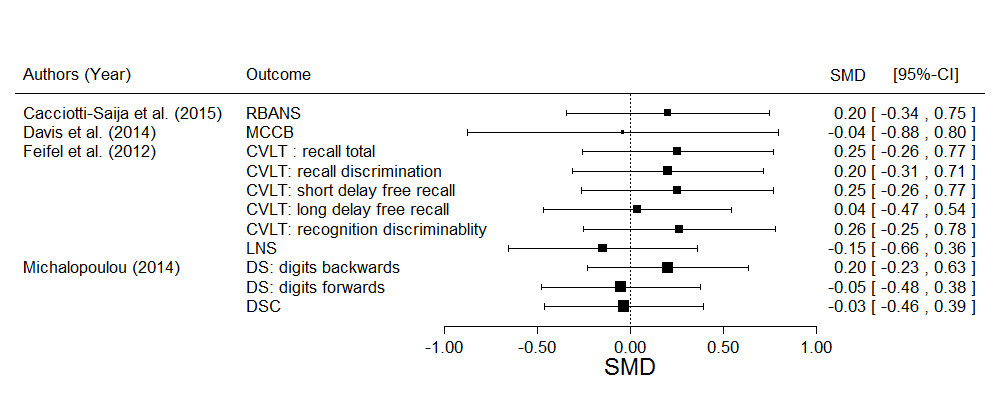 Authors (Year) Outcome SMD [95%-CI]
Cacciotti-Saija et al. (2015) RBANS 0.20 [ -0.34 , 0.75 ]
Davis et al. (2014) MCCB -0.04 [ -0.88 , 0.80 ]
Feifel et al. (2012) CVLT : recall total 0.25 [ -0.26 , 0.77 ]
CVLT: recall discrimination 0.20 [ -0.31 , 0.71 ]
CVLT: short delay free recall 0.25 [ -0.26 , 0.77 ]
CVLT: long delay free recall 0.04 [ -0.47 , 0.54 ]
CVLT: recognition discriminablity 0.26 [ -0.25 , 0.78 ]
LNS -0.15 [ -0.66 , 0.36 ]
Michalopoulou (2014) DS: digits backwards 0.20 [ -0.23 , 0.63 ]
DS: digits forwards -0.05 [ -0.48 , 0.38 ]
DSC -0.03 [ -0.46 , 0.39 ]
-1.00 -0.50 0.00 0.50 1.00
SMD